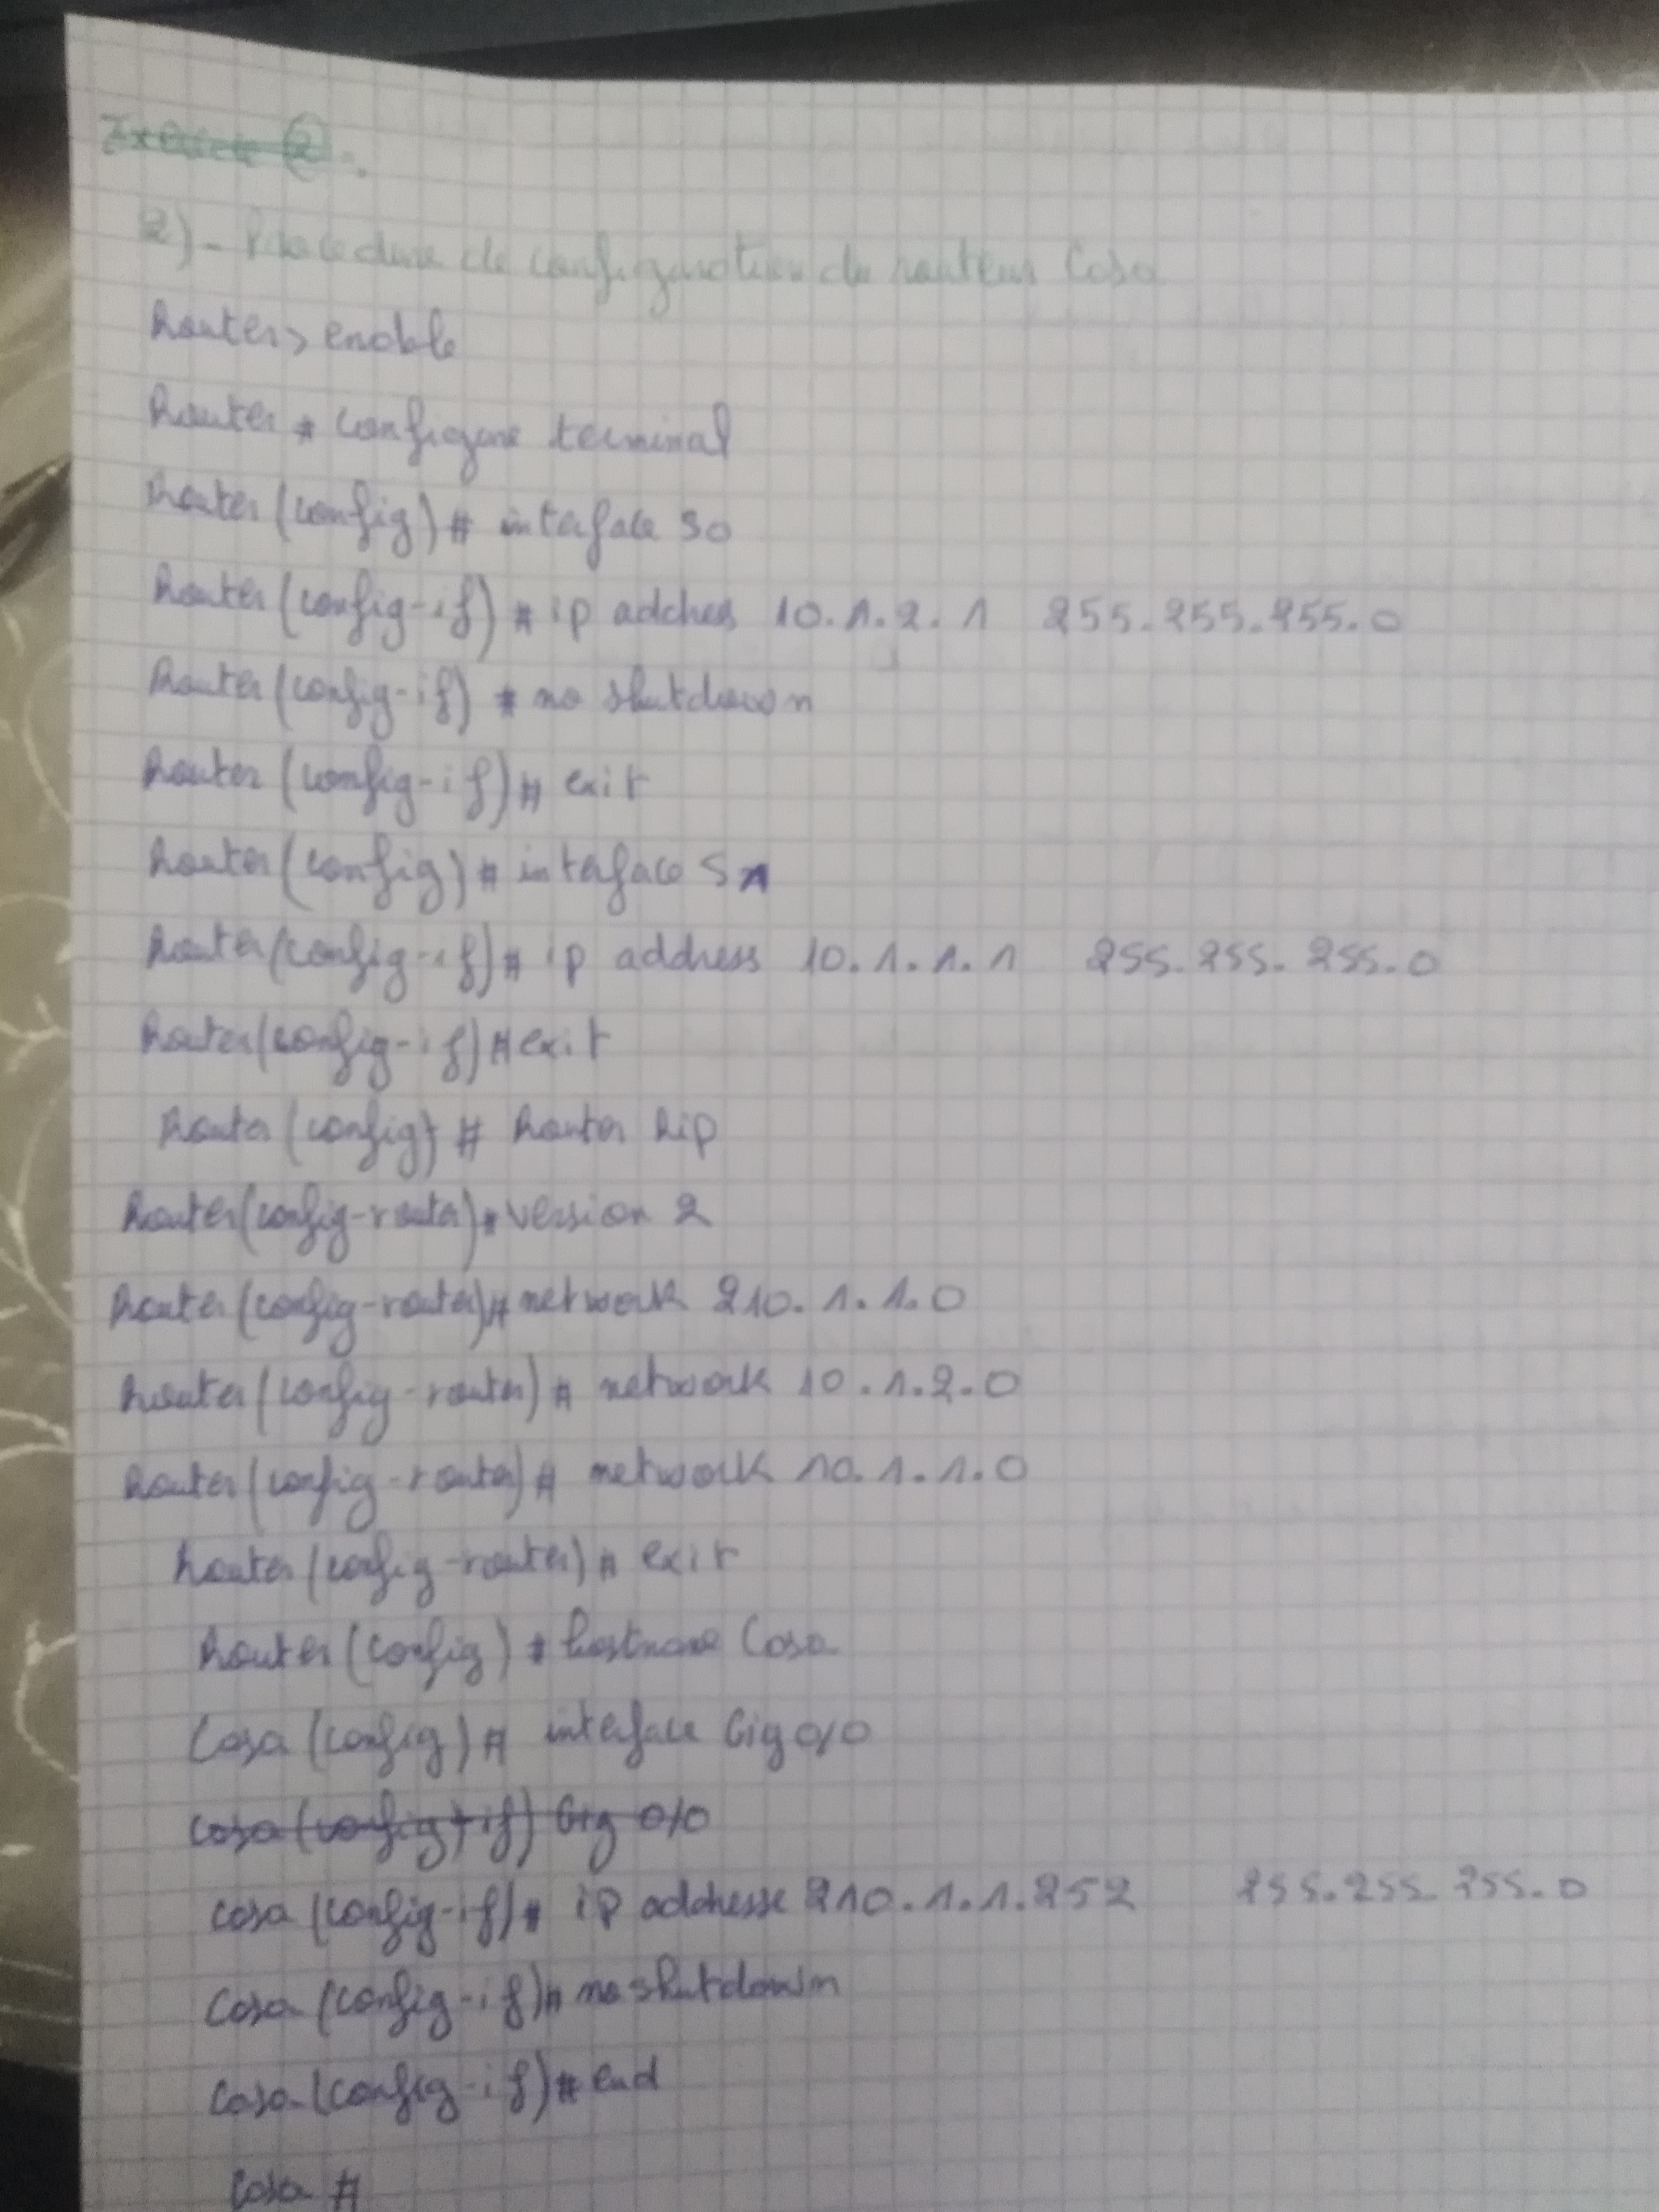 Exercice 2.
2)- Procedure de configuration du routeur Casa
Router> enable
Router # configure terminal
Router (config) # interface S0
Router (config-if) # ip address 10.1.2.1 255.255.255.0
Router (config-if) # no shutdown
Router (config-if) # exit
Router (config) # interface S1
Router (config-if) # ip address 10.1.1.1 255.255.255.0
Router (config-if) # exit
Router (config) # Router Rip
Router (config-router) # version 2
Router (config-router) # network 210.1.1.0
Router (config-router) # network 10.1.2.0
Router (config-router) # network 10.1.1.0
Router (config-router) # exit
Router (config) # hostname Casa
Casa (config) # interface Gig 0/0
Casa (config) if) Gig 0/0
Casa (config-if) # ip addresse 210.1.1.252 255.255.255.0
Casa (config-if) # no shutdown
Casa (config-if) # end
Casa #